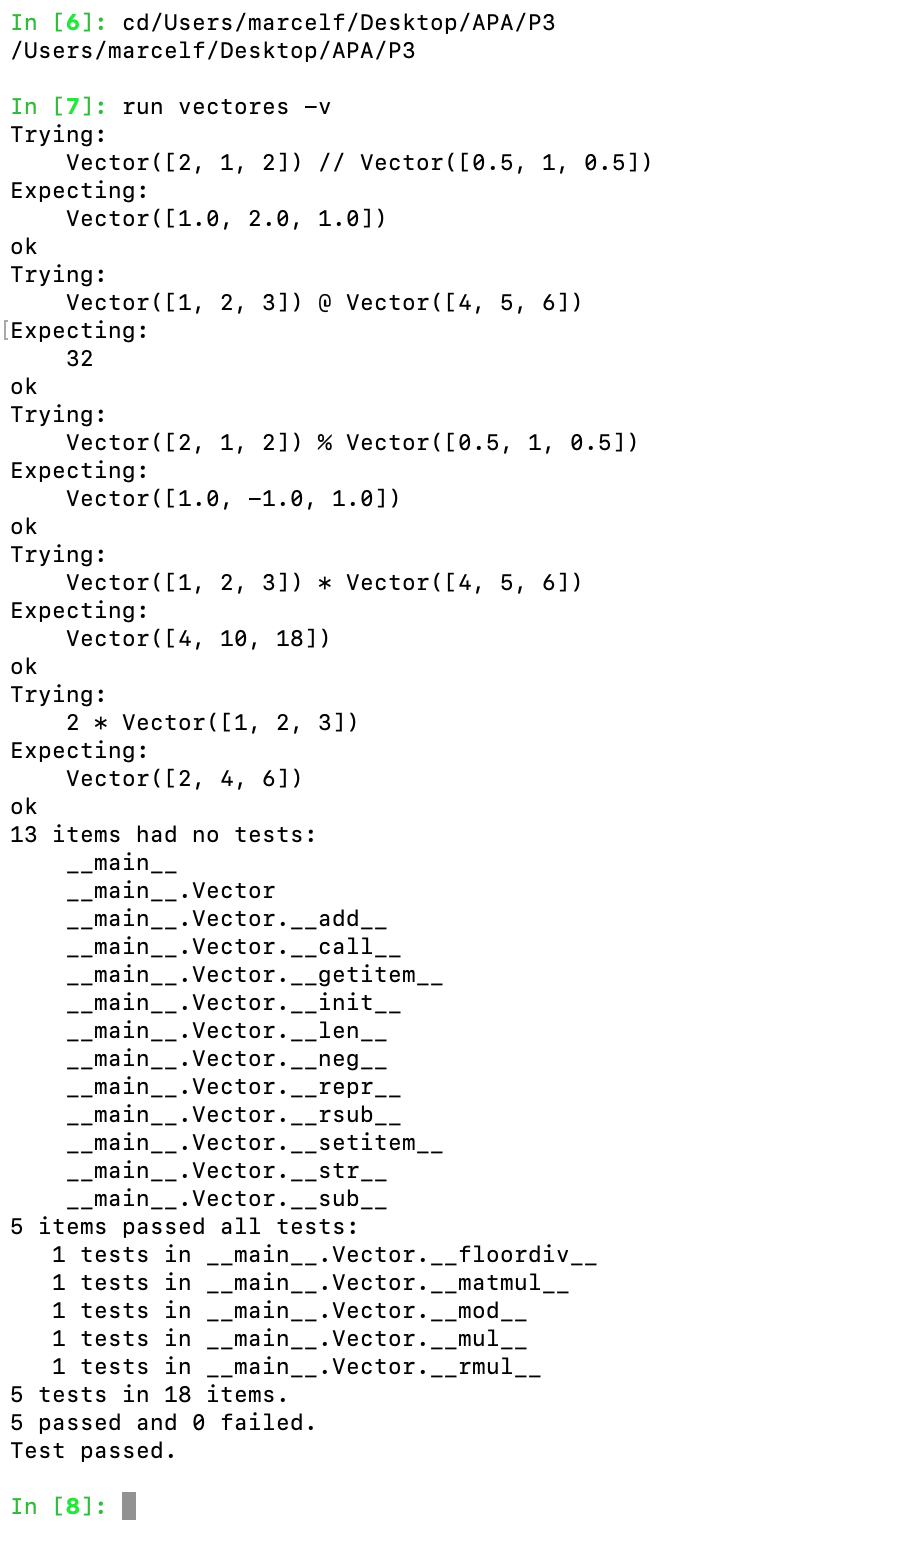 In [6]: cd/Users/marcelf/Desktop/APA/P3
/Users/marcelf/Desktop/APA/P3
In [7]: run vectores -v
Trying:
    Vector([2, 1, 2]) // Vector([0.5, 1, 0.5])
Expecting:
    Vector([1.0, 2.0, 1.0])
ok
Trying:
    Vector([1, 2, 3]) @ Vector([4, 5, 6])
[Expecting:
    32
ok
Trying:
    Vector([2, 1, 2]) % Vector([0.5, 1, 0.5])
Expecting:
    Vector([1.0, -1.0, 1.0])
ok
Trying:
    Vector([1, 2, 3]) * Vector([4, 5, 6])
Expecting:
    Vector([4, 10, 18])
ok
Trying:
    2 * Vector([1, 2, 3])
Expecting:
    Vector([2, 4, 6])
ok
13 items had no tests:
    __main__
    __main__.Vector
    __main__.Vector.__add__
    __main__.Vector.__call__
    __main__.Vector.__getitem__
    __main__.Vector.__init__
    __main__.Vector.__len__
    __main__.Vector.__neg__
    __main__.Vector.__repr__
    __main__.Vector.__rsub__
    __main__.Vector.__setitem__
    __main__.Vector.__str__
    __main__.Vector.__sub__
5 items passed all tests:
   1 tests in __main__.Vector.__floordiv__
   1 tests in __main__.Vector.__matmul__
   1 tests in __main__.Vector.__mod__
   1 tests in __main__.Vector.__mul__
   1 tests in __main__.Vector.__rmul__
5 tests in 18 items.
5 passed and 0 failed.
Test passed.
In [8]: